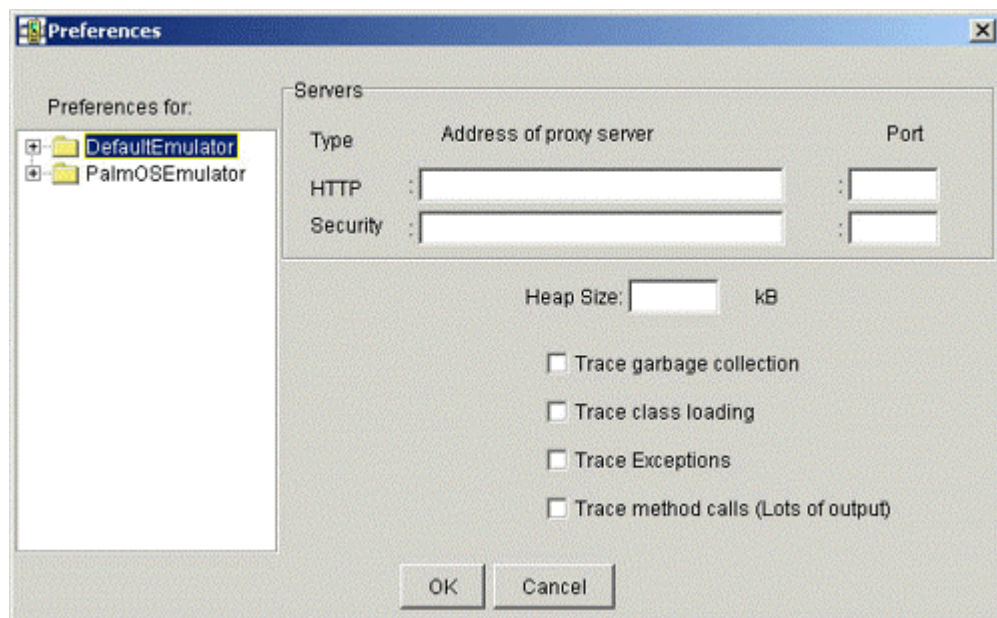 Preferences
Preferences for:
DefaultEmulator
PalmOSEmulator
Servers
Type Address of proxy server Port
HTTP : :
Security : :
Heap Size: kB
Trace garbage collection
Trace class loading
Trace Exceptions
Trace method calls (Lots of output)
OK Cancel